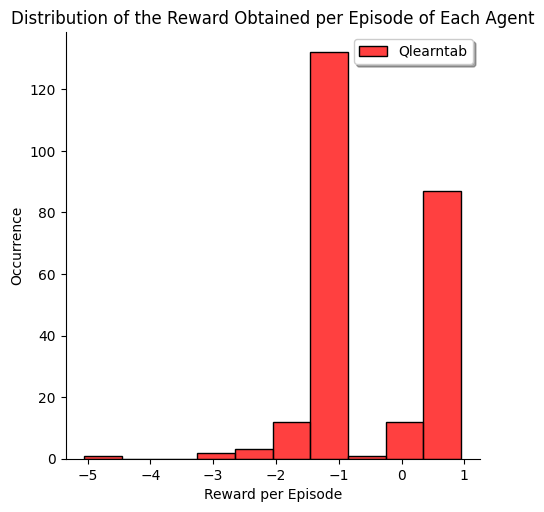 Distribution of the Reward Obtained per Episode of Each Agent
Qlearntab
120
100
80
60
40
20
0
Occurrence
−5 −4 −3 −2 −1 0 1
Reward per Episode